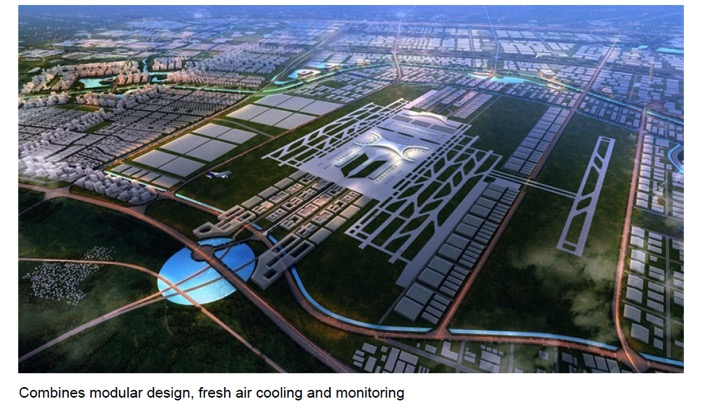 Combines modular design, fresh air cooling and monitoring